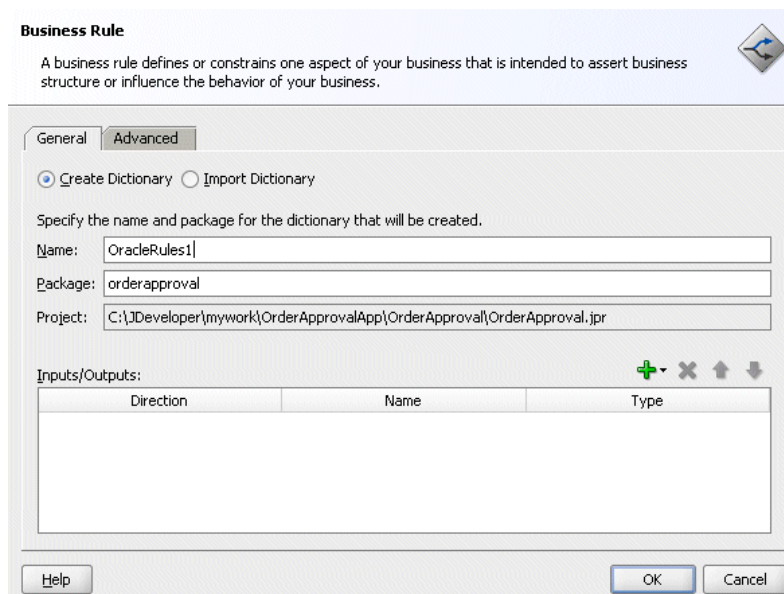 Business Rule
A business rule defines or constrains one aspect of your business that is intended to assert business
structure or influence the behavior of your business.
General Advanced
Create Dictionary Import Dictionary
Specify the name and package for the dictionary that will be created.
Name: OracleRules1
Package: orderapproval
Project: C:\JDeveloper\mywork\OrderApprovalApp\OrderApproval\OrderApproval.jpr
Inputs/Outputs:
Direction Name Type
Help OK Cancel